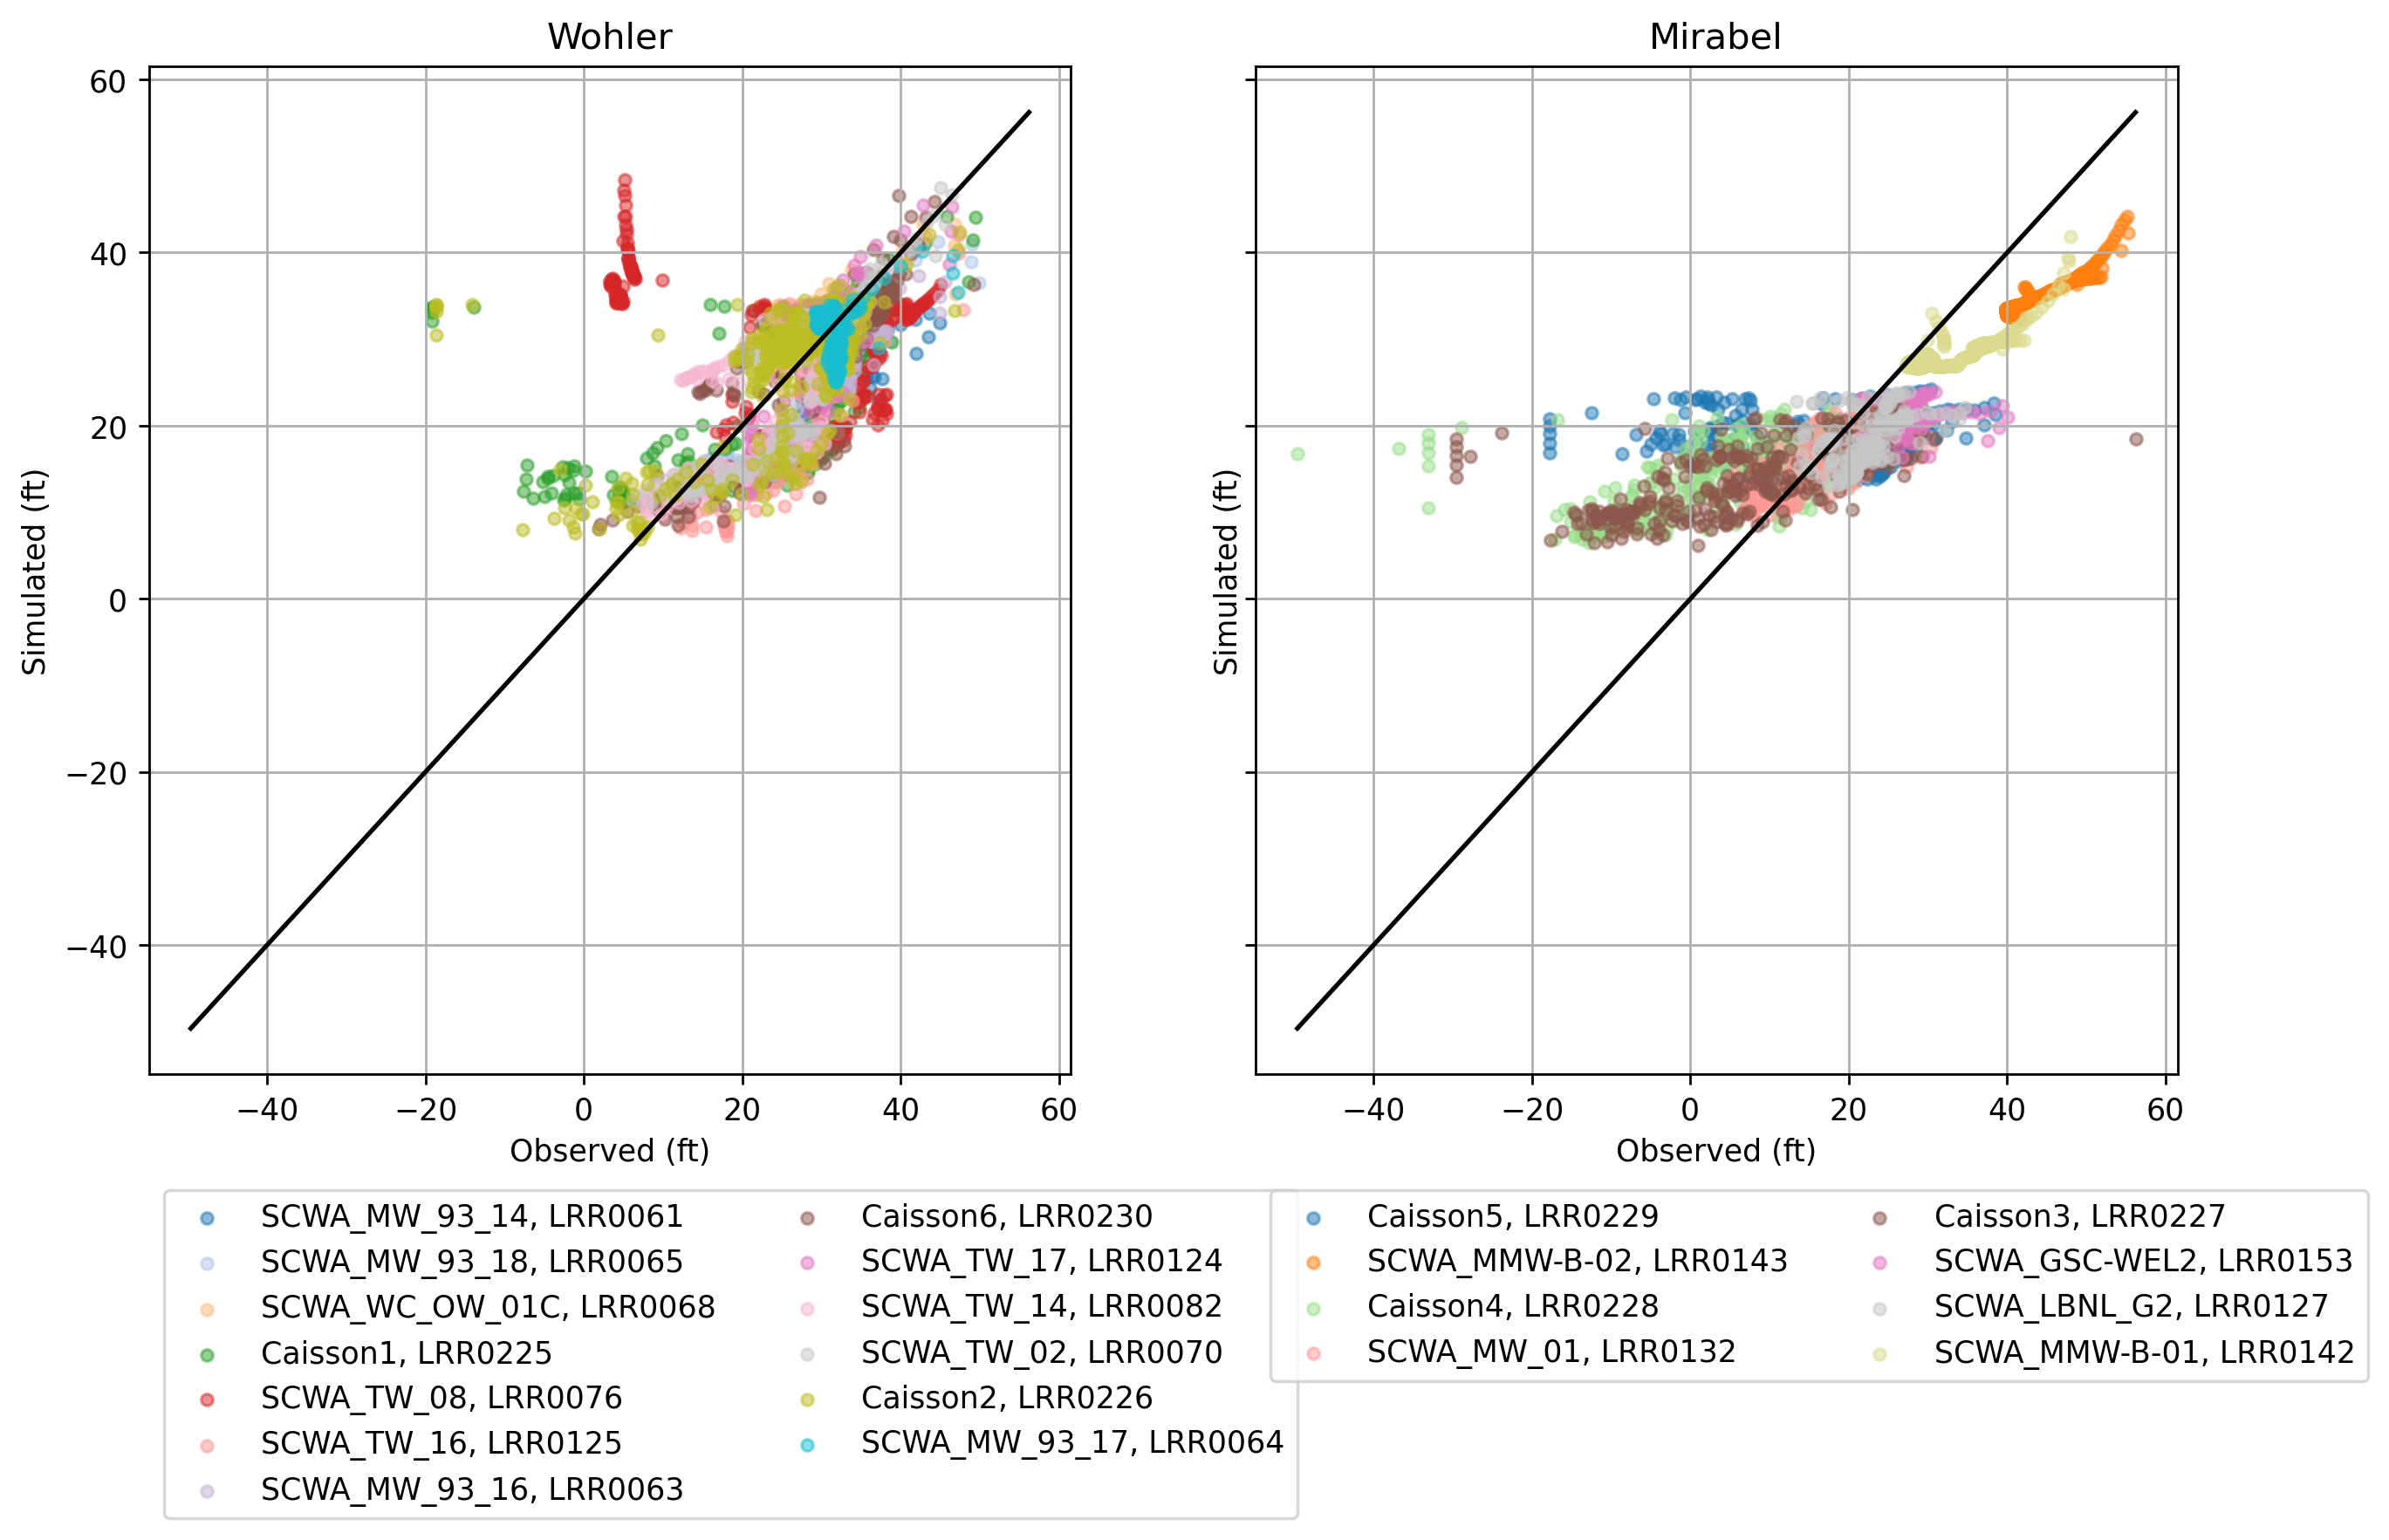 Wohler
60
40
20
0
−20
−40
Simulated (ft)
−40 −20 0 20 40 60
Observed (ft)
SCWA_MW_93_14, LRR0061
SCWA_MW_93_18, LRR0065
SCWA_WC_OW_01C, LRR0068
Caisson1, LRR0225
SCWA_TW_08, LRR0076
SCWA_TW_16, LRR0125
SCWA_MW_93_16, LRR0063
Caisson6, LRR0230
SCWA_TW_17, LRR0124
SCWA_TW_14, LRR0082
SCWA_TW_02, LRR0070
Caisson2, LRR0226
SCWA_MW_93_17, LRR0064
Mirabel
Simulated (ft)
−40 −20 0 20 40 60
Observed (ft)
Caisson5, LRR0229
SCWA_MMW-B-02, LRR0143
Caisson4, LRR0228
SCWA_MW_01, LRR0132
Caisson3, LRR0227
SCWA_GSC-WEL2, LRR0153
SCWA_LBNL_G2, LRR0127
SCWA_MMW-B-01, LRR0142